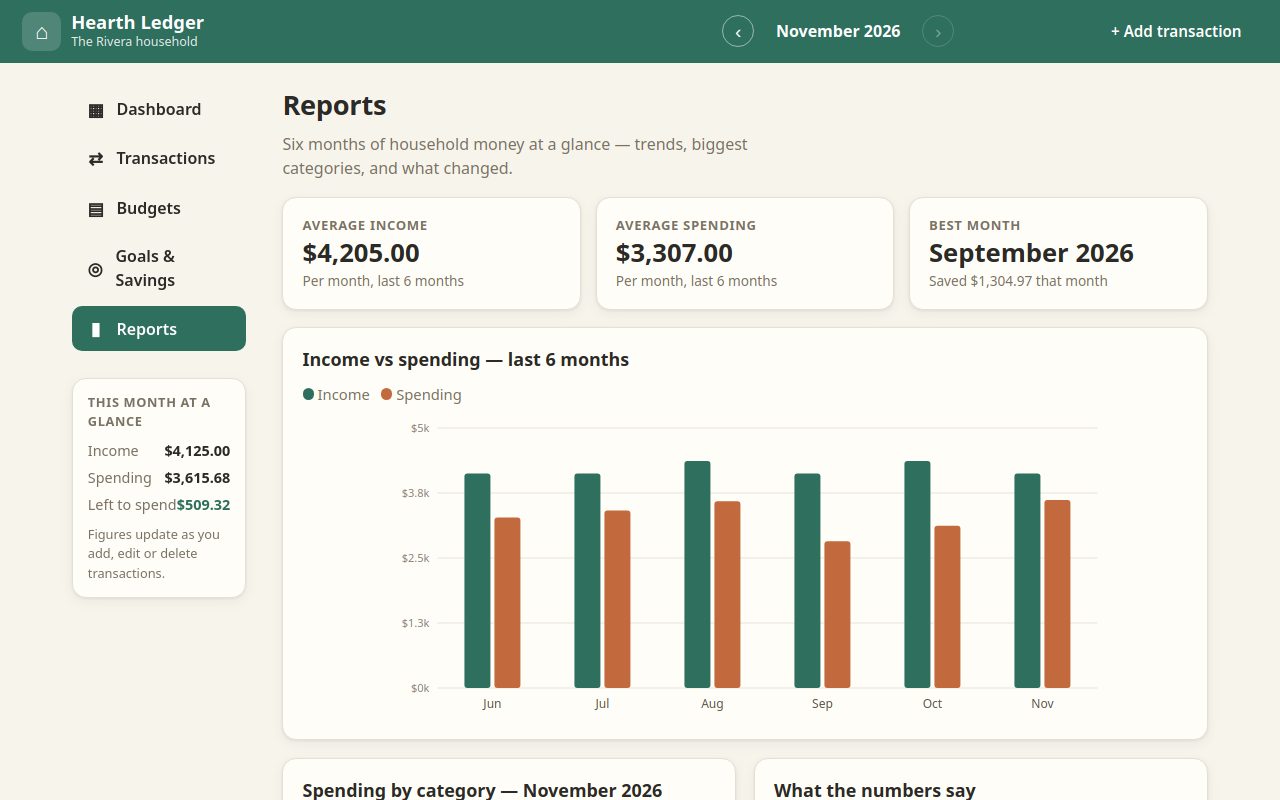 Hearth Ledger
The Rivera household
November 2026
+ Add transaction
Dashboard
Transactions
Budgets
Goals &
Savings
Reports
THIS MONTH AT A
GLANCE
Income $4,125.00
Spending $3,615.68
Left to spend $509.32
Figures update as you
add, edit or delete
transactions.
Reports
Six months of household money at a glance — trends, biggest
categories, and what changed.
AVERAGE INCOME
$4,205.00
Per month, last 6 months
AVERAGE SPENDING
$3,307.00
Per month, last 6 months
BEST MONTH
September 2026
Saved $1,304.97 that month
Income vs spending — last 6 months
Income Spending
$5k
$3.8k
$2.5k
$1.3k
$0k
Jun Jul Aug Sep Oct Nov
Spending by category — November 2026
What the numbers say